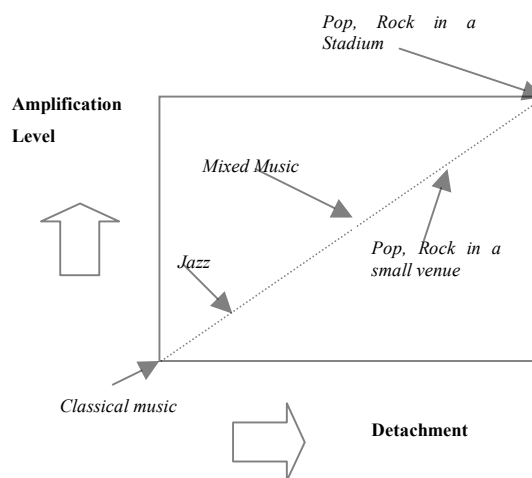 Pop, Rock in a
Stadium
Amplification
Level
Mixed Music
Pop, Rock in a
small venue
Jazz
Classical music
Detachment